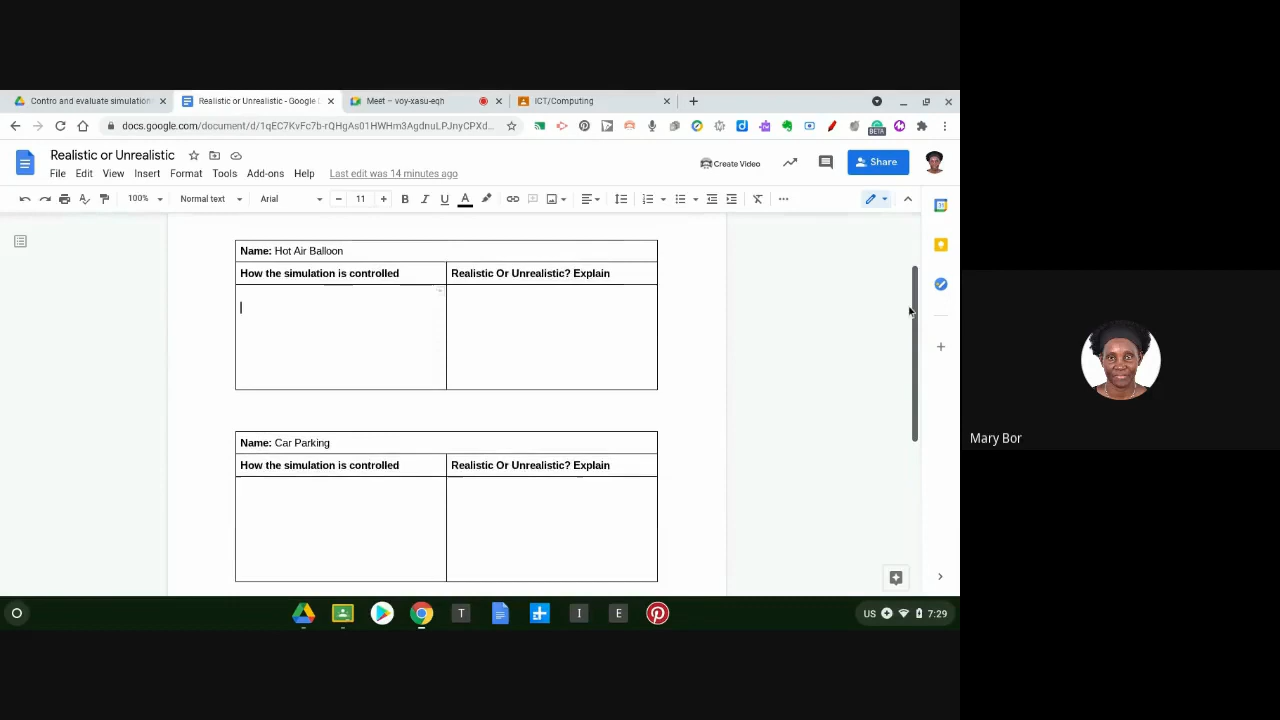 Contro and evaluate simulation
Realistic or Unrealistic - Google
Meet – voy-xasu-eqh
ICT/Computing
docs.google.com/document/d/1qEC7KvFc7b-rQHgAs01HWHm3AgdnuLPJnyCPXd...
BETA
Realistic or Unrealistic
Create Video
Share
File Edit View Insert Format Tools Add-ons Help Last edit was 14 minutes ago
100% Normal text Arial 11 B I U A
Name: Hot Air Balloon
How the simulation is controlled Realistic Or Unrealistic? Explain
Name: Car Parking
How the simulation is controlled Realistic Or Unrealistic? Explain
Mary Bor
T I E
US 7:29